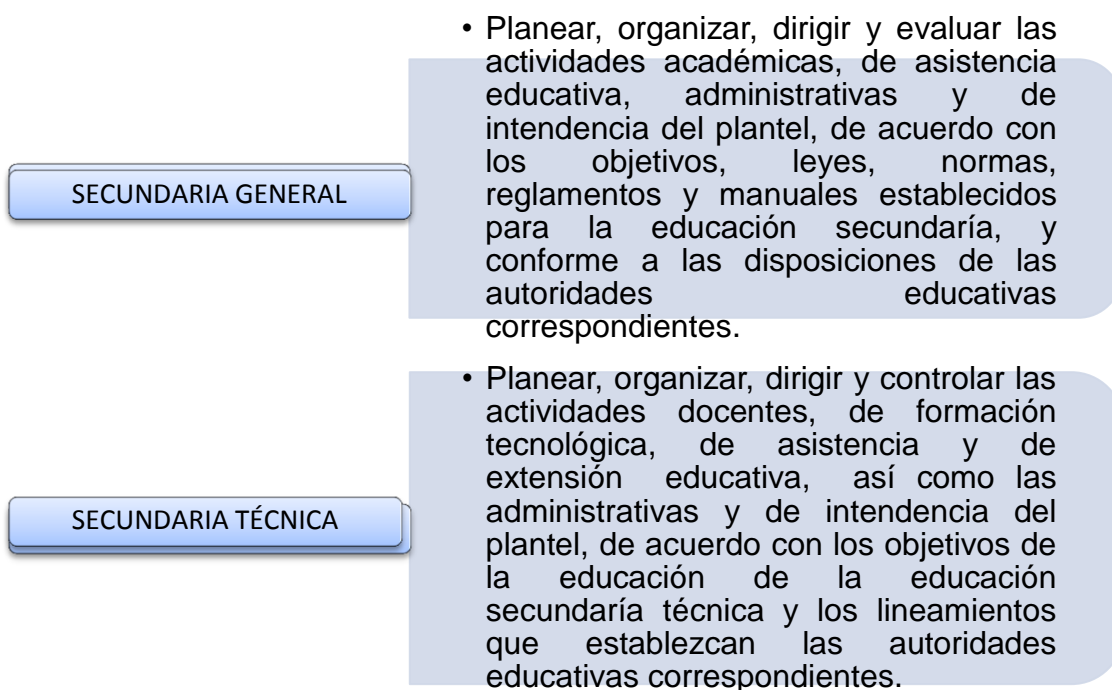 • Planear, organizar, dirigir y evaluar las
actividades académicas, de asistencia
educativa, administrativas y de
intendencia del plantel, de acuerdo con
los objetivos, leyes, normas,
reglamentos y manuales establecidos
para la educación secundaría, y
conforme a las disposiciones de las
autoridades educativas
correspondientes.
SECUNDARIA GENERAL
• Planear, organizar, dirigir y controlar las
actividades docentes, de formación
tecnológica, de asistencia y de
extensión educativa, así como las
administrativas y de intendencia del
plantel, de acuerdo con los objetivos de
la educación de la educación
secundaría técnica y los lineamientos
que establezcan las autoridades
educativas correspondientes.
SECUNDARIA TÉCNICA